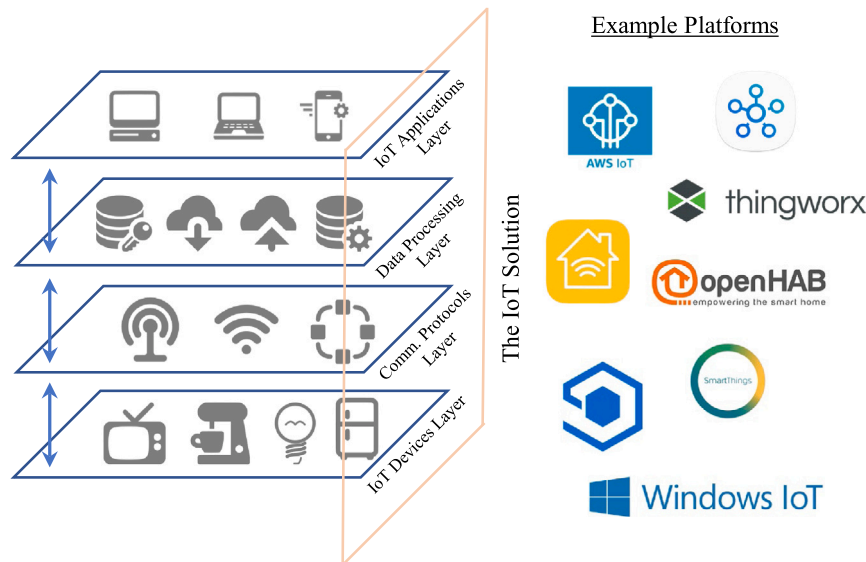 Example Platforms
IoT Applications
Layer
Data Processing
Layer
Comm. Protocols
Layer
IoT Devices Layer
The IoT Solution
AWS IoT
thingworx
openHAB
empowering the smart home
SmartThings
Windows IoT